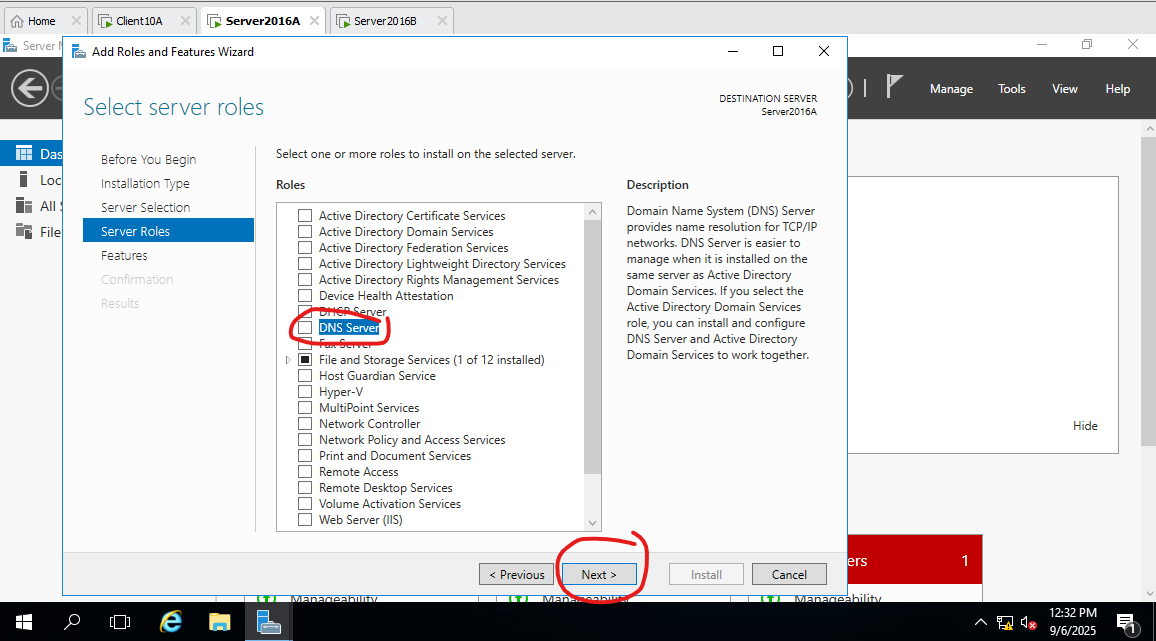 Home
Client10A
Server2016A
Server2016B
Server M
Add Roles and Features Wizard
Manage
Tools
View
Help
Select server roles
DESTINATION SERVER
Server2016A
Das
Loc
All S
File
Before You Begin
Installation Type
Server Selection
Server Roles
Features
Confirmation
Results
Select one or more roles to install on the selected server.
Roles
Active Directory Certificate Services
Active Directory Domain Services
Active Directory Federation Services
Active Directory Lightweight Directory Services
Active Directory Rights Management Services
Device Health Attestation
DHCP Server
DNS Server
Fax Server
File and Storage Services (1 of 12 installed)
Host Guardian Service
Hyper-V
MultiPoint Services
Network Controller
Network Policy and Access Services
Print and Document Services
Remote Access
Remote Desktop Services
Volume Activation Services
Web Server (IIS)
Description
Domain Name System (DNS) Server
provides name resolution for TCP/IP
networks. DNS Server is easier to
manage when it is installed on the
same server as Active Directory
Domain Services. If you select the
Active Directory Domain Services
role, you can install and configure
DNS Server and Active Directory
Domain Services to work together.
Hide
< Previous
Next >
Install
Cancel
ers
1
Manageability
Manageability
Manageability
12:32 PM
9/6/2025
1